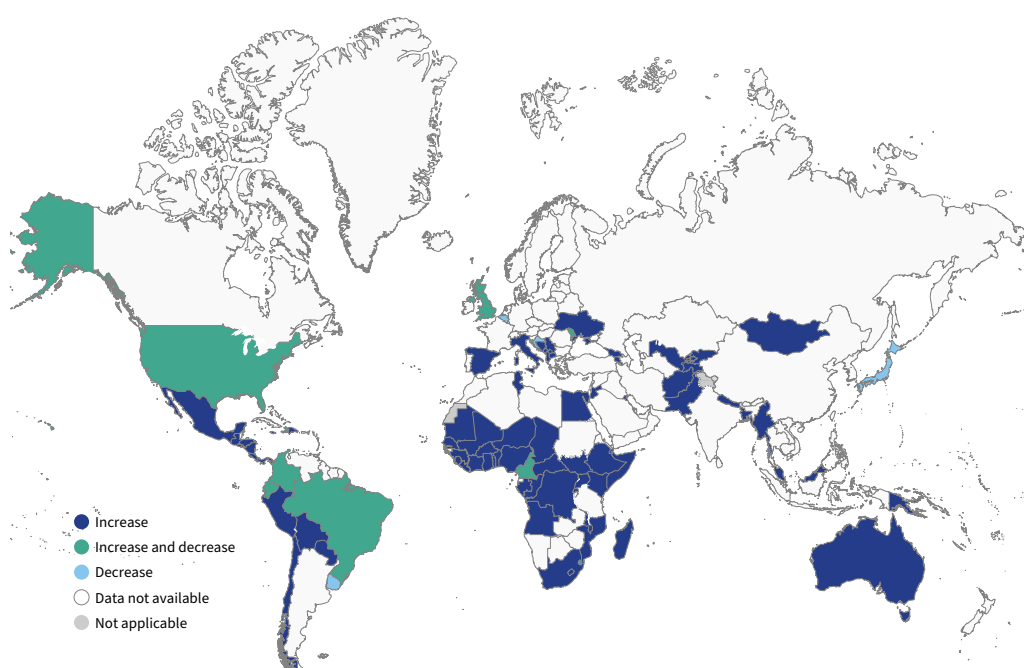 Increase
Increase and decrease
Decrease
Data not available
Not applicable